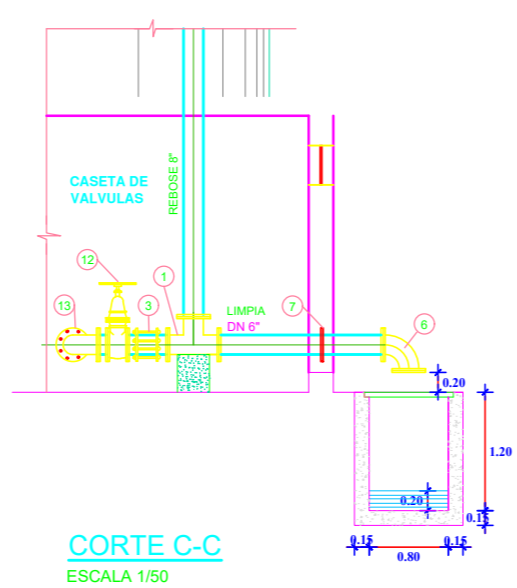 CASETA DE
VALVULAS
REBOSE 8"
12
1
13
3
LIMPIA
DN 6"
7
6
0.20
1.20
0.20
0.15
0.15
0.15
0.80
CORTE C-C
ESCALA 1/50